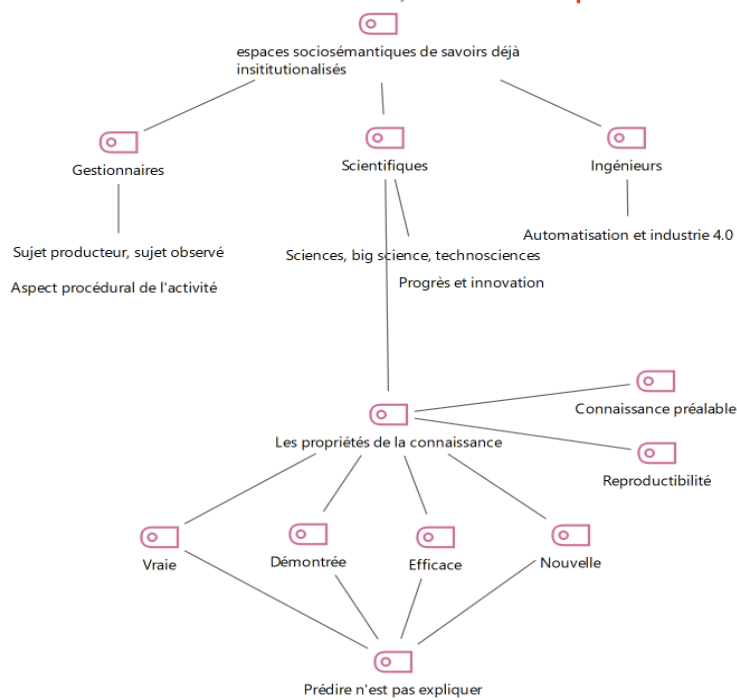 espaces sociosémantiques de savoirs déjà
insititutionalisés
Gestionnaires
Scientifiques
Ingénieurs
Automatisation et industrie 4.0
Sujet producteur, sujet observé
Sciences, big science, technosciences
Aspect procédural de l'activité
Progrès et innovation
Connaissance préalable
Les propriétés de la connaissance
Reproductibilité
Vraie
Démontrée
Efficace
Nouvelle
Prédire n'est pas expliquer